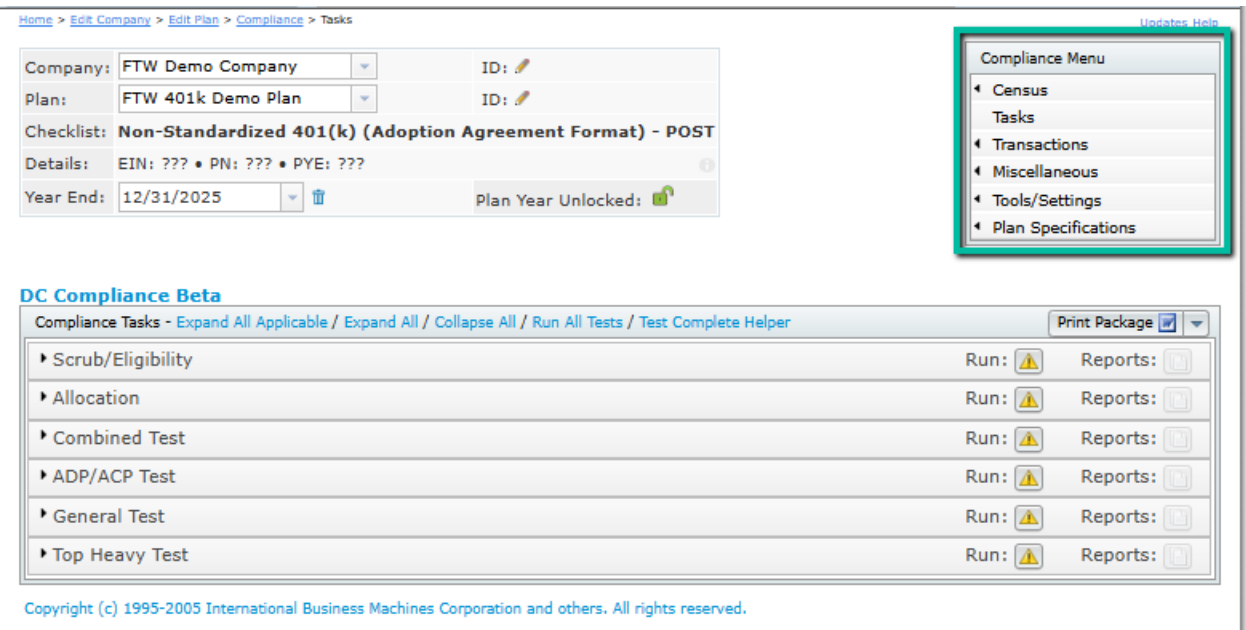 Home > Edit Company > Edit Plan > Compliance > Tasks
Updates Help
Company: FTW Demo Company ID:
Plan: FTW 401k Demo Plan ID:
Checklist: Non-Standardized 401(k) (Adoption Agreement Format) - POST
Details: EIN: ??? • PN: ??? • PYE: ???
Year End: 12/31/2025 Plan Year Unlocked:
Compliance Menu
Census
Tasks
Transactions
Miscellaneous
Tools/Settings
Plan Specifications
DC Compliance Beta
Compliance Tasks - Expand All Applicable / Expand All / Collapse All / Run All Tests / Test Complete Helper Print Package
Scrub/Eligibility Run: Reports:
Allocation Run: Reports:
Combined Test Run: Reports:
ADP/ACP Test Run: Reports:
General Test Run: Reports:
Top Heavy Test Run: Reports:
Copyright (c) 1995-2005 International Business Machines Corporation and others. All rights reserved.